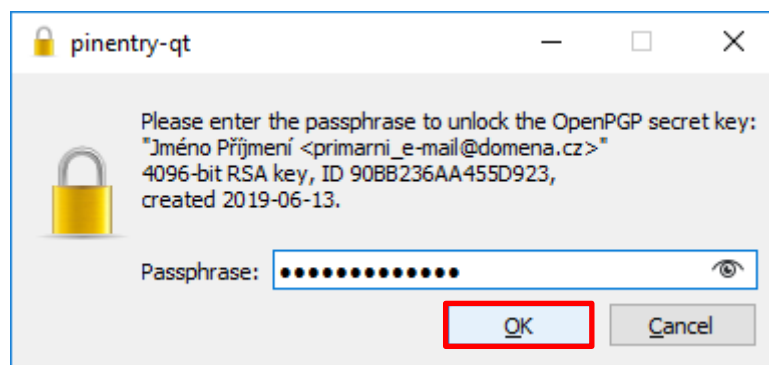 pinentry-qt
Please enter the passphrase to unlock the OpenPGP secret key:
"Jméno Příjmení <primarni_e-mail@domena.cz>"
4096-bit RSA key, ID 90BB236AA455D923,
created 2019-06-13.
Passphrase: ●●●●●●●●●●●●●
OK Cancel